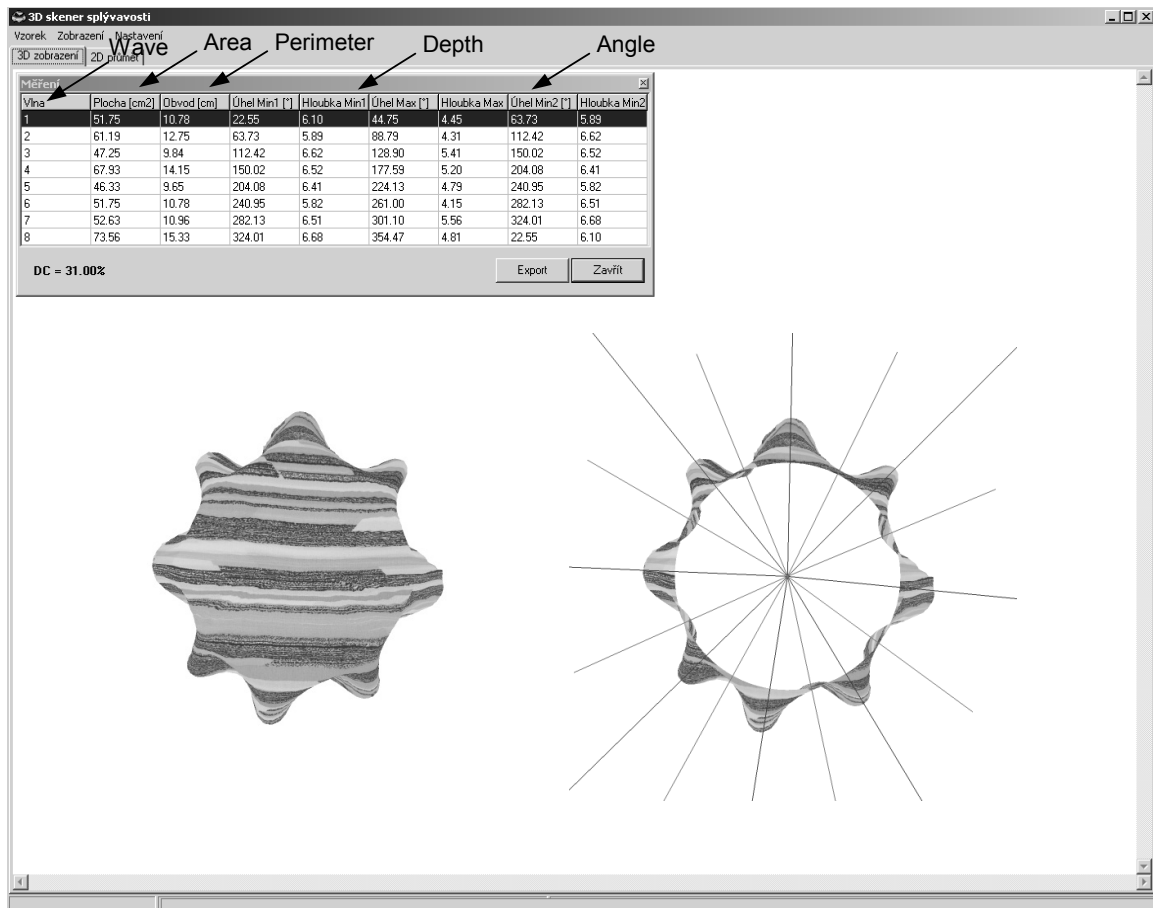 3D skener splývavosti
Vzorek Zobrazení Nastavení
Wave Area Perimeter Depth Angle
3D zobrazení 2D průmět
Měření
Vlna Plocha [cm2] Obvod [cm] Úhel Min1 [°] Hloubka Min1 Úhel Max [°] Hloubka Max Úhel Min2 [°] Hloubka Min2
1 51.75 10.78 22.55 6.10 44.75 4.45 63.73 5.89
2 61.19 12.75 63.73 5.89 88.79 4.31 112.42 6.62
3 47.25 9.84 112.42 6.62 128.90 5.41 150.02 6.52
4 67.93 14.15 150.02 6.52 177.59 5.20 204.08 6.41
5 46.33 9.65 204.08 6.41 224.13 4.79 240.95 5.82
6 51.75 10.78 240.95 5.82 261.00 4.15 282.13 6.51
7 52.63 10.96 282.13 6.51 301.10 5.56 324.01 6.68
8 73.56 15.33 324.01 6.68 354.47 4.81 22.55 6.10
DC = 31.00% Export Zavřít